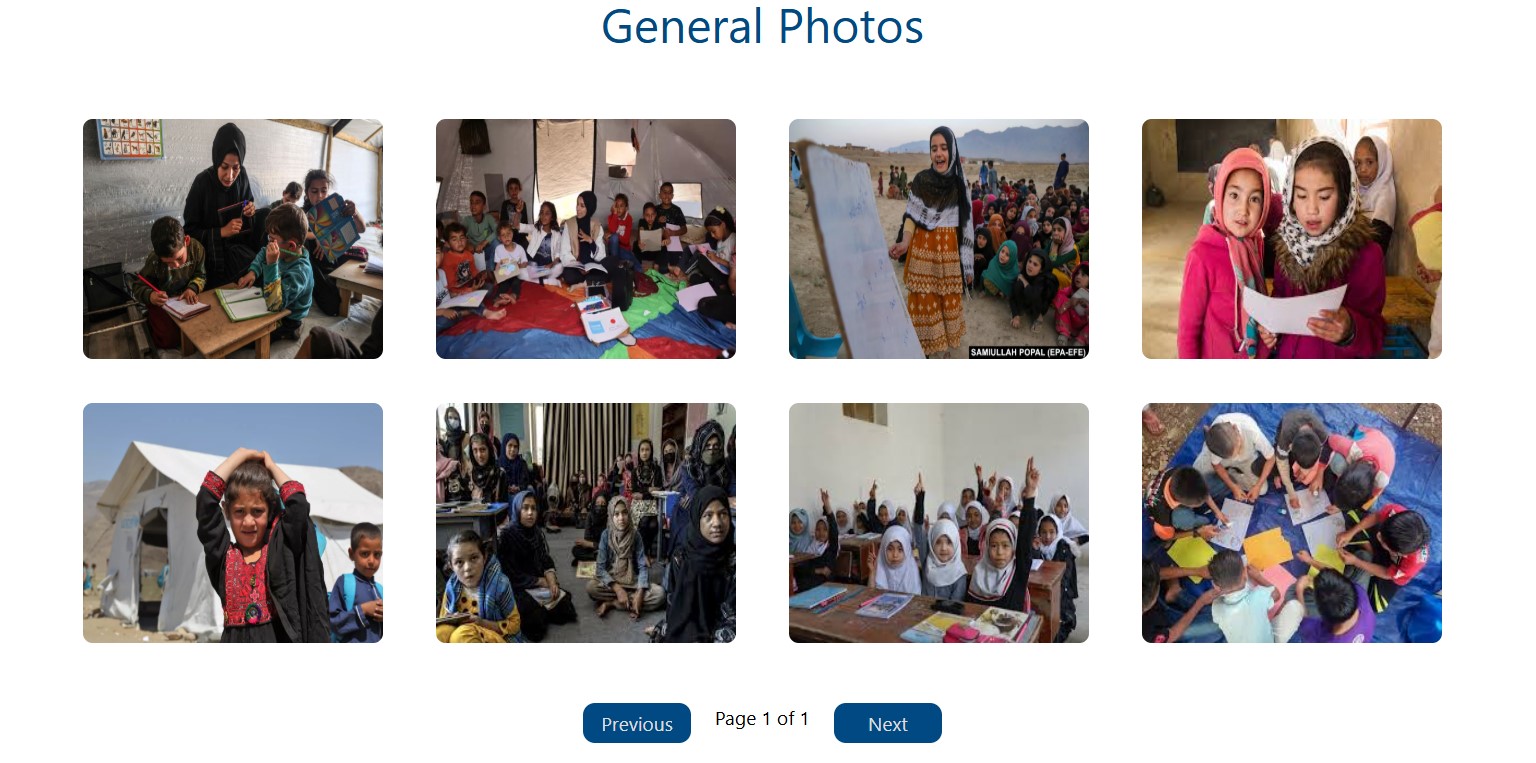 General Photos
SAMIULLAH POPAL (EPA-EFE)
Previous
Page 1 of 1
Next